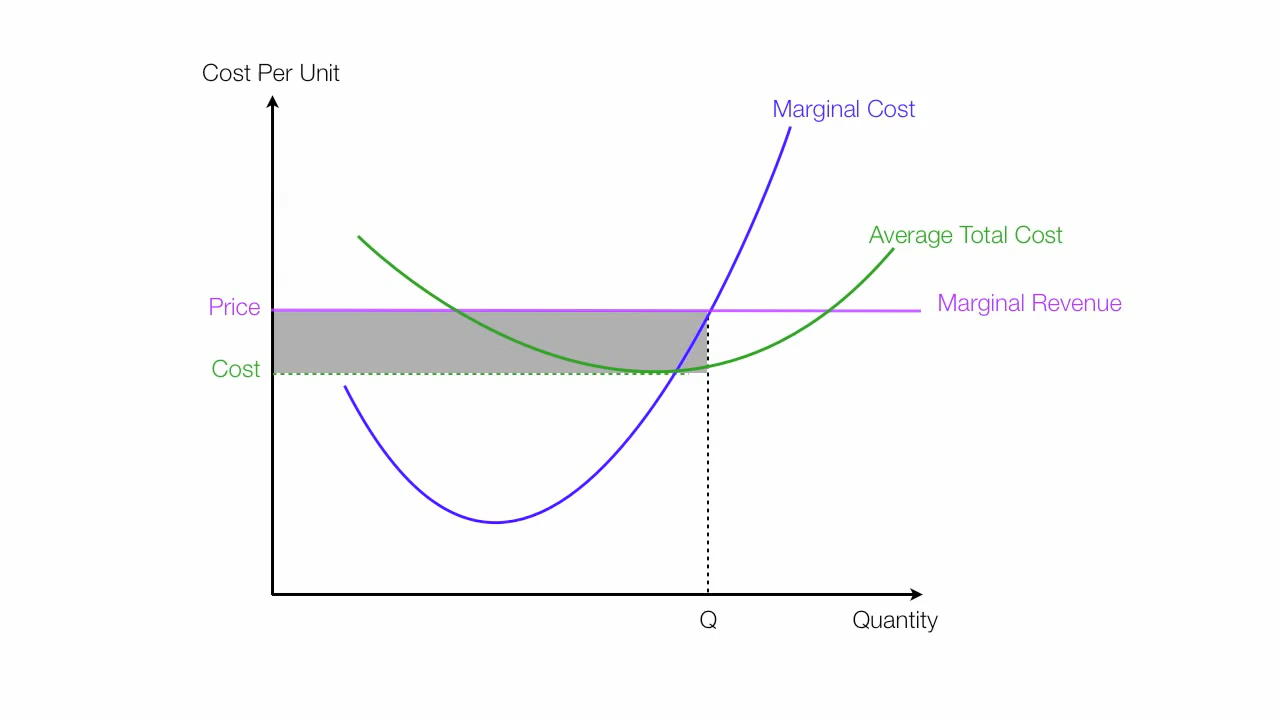 Cost Per Unit
Marginal Cost
Average Total Cost
Price
Marginal Revenue
Cost
Q
Quantity